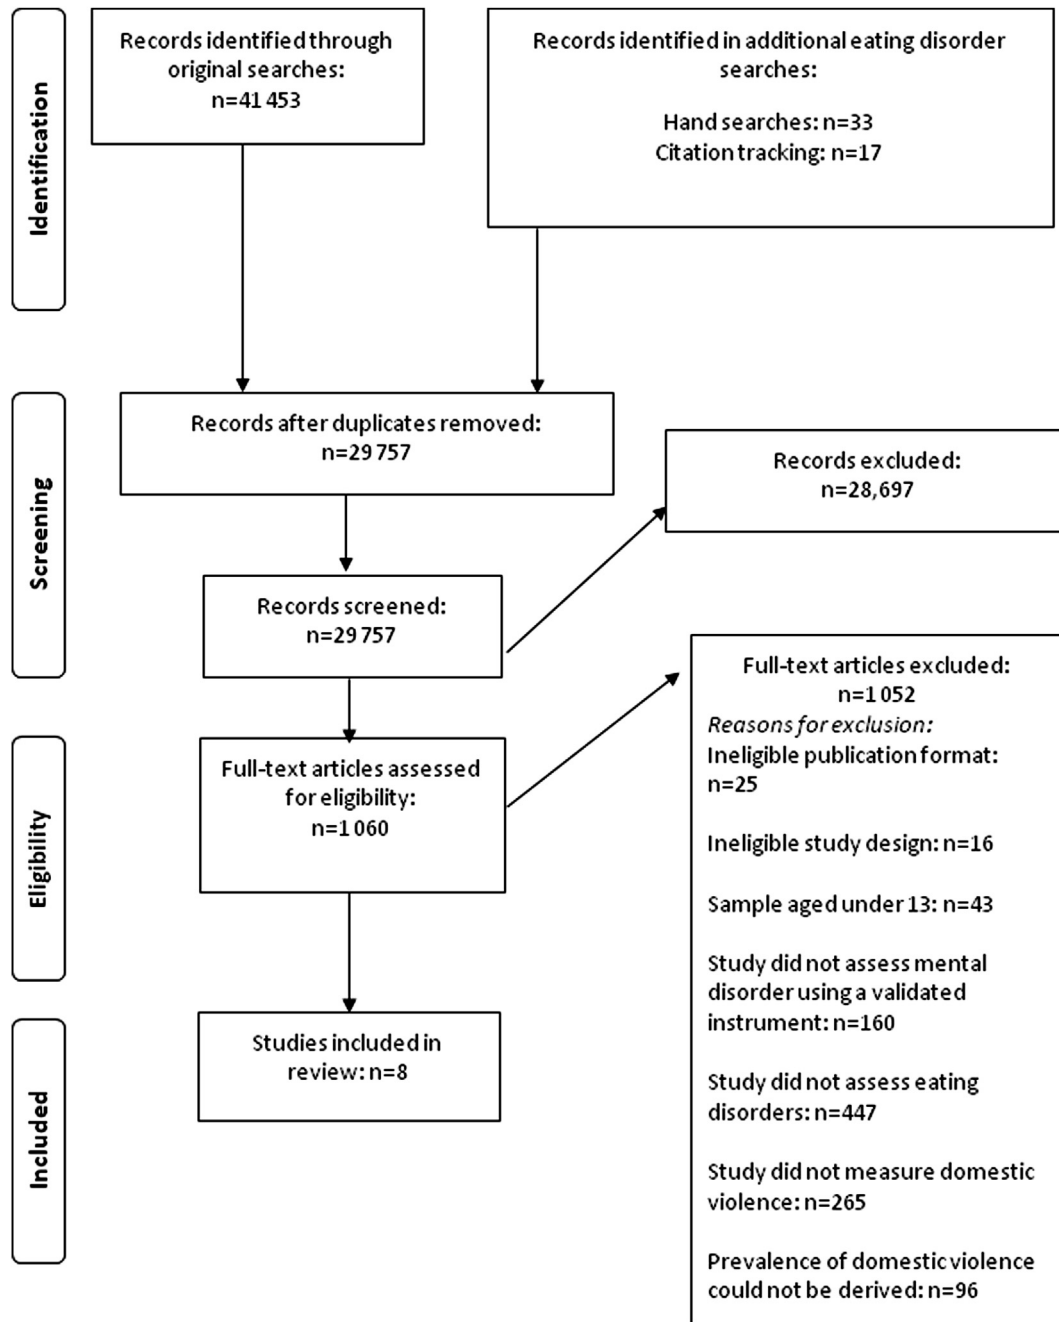 Identification
Records identified through
original searches:
n=41 453
Records identified in additional eating disorder
searches:
Hand searches: n=33
Citation tracking: n=17
Screening
Records after duplicates removed:
n=29 757
Records excluded:
n=28,697
Records screened:
n=29 757
Eligibility
Full-text articles assessed
for eligibility:
n=1 060
Full-text articles excluded:
n=1 052
Reasons for exclusion:
Ineligible publication format:
n=25
Ineligible study design: n=16
Sample aged under 13: n=43
Study did not assess mental
disorder using a validated
instrument: n=160
Study did not assess eating
disorders: n=447
Study did not measure domestic
violence: n=265
Prevalence of domestic violence
could not be derived: n=96
Included
Studies included in
review: n=8